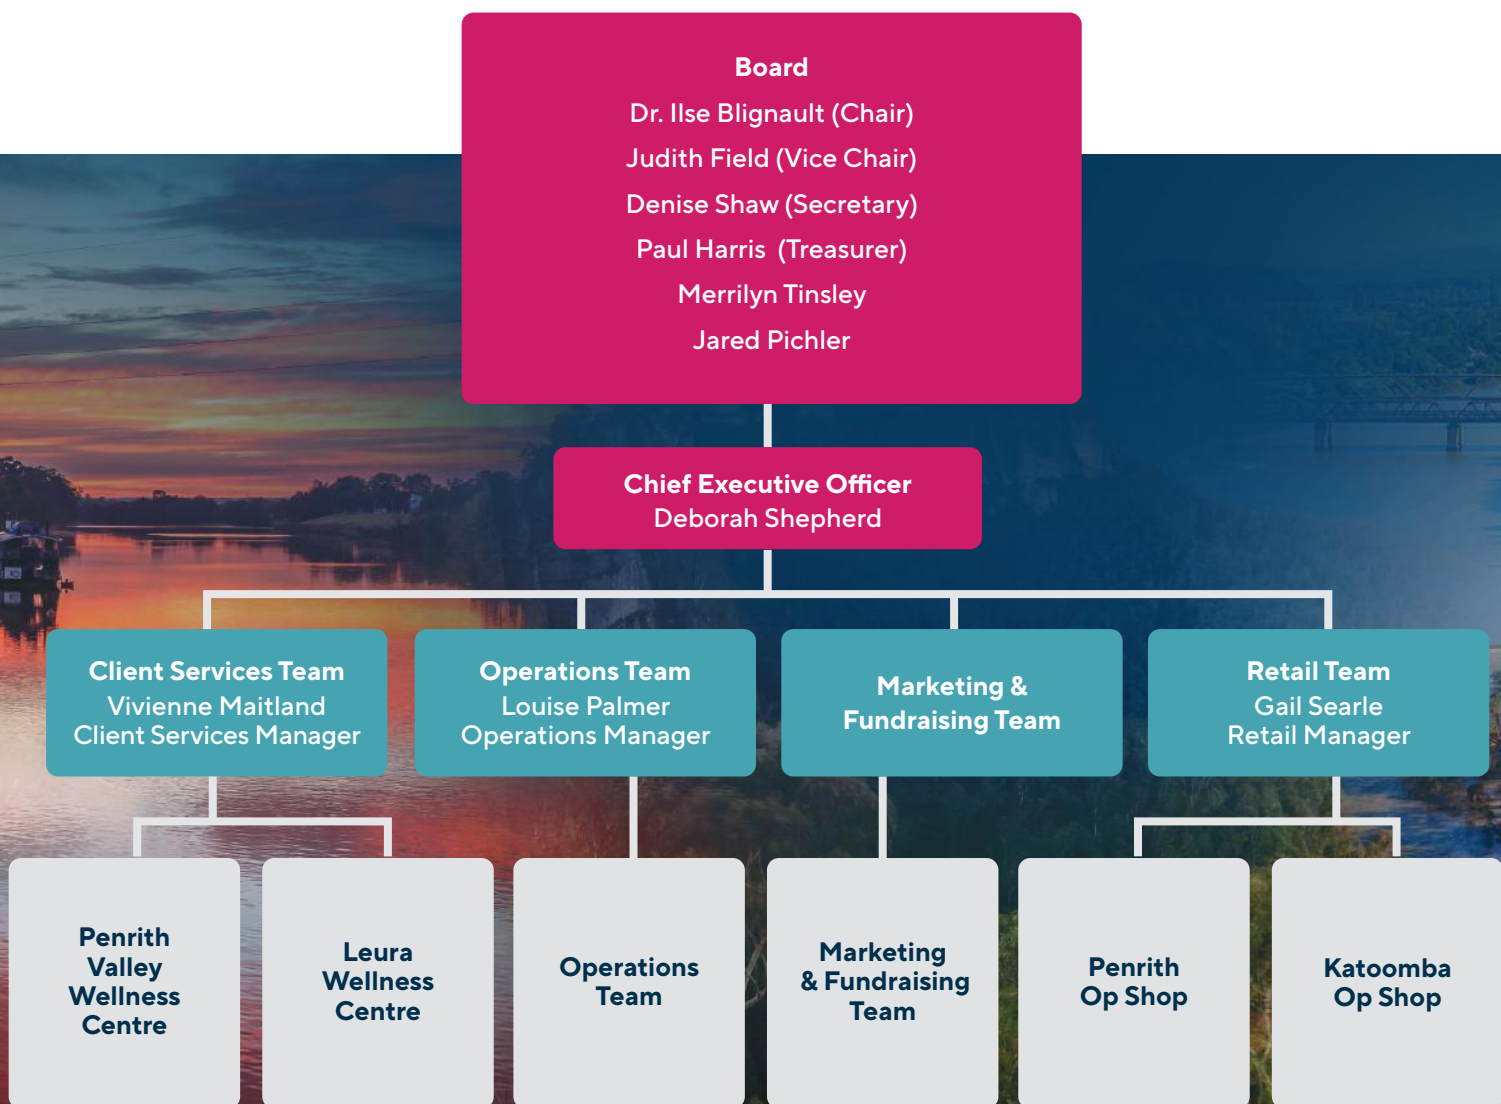 Board
Dr. Ilse Blignault (Chair)
Judith Field (Vice Chair)
Denise Shaw (Secretary)
Paul Harris (Treasurer)
Merrilyn Tinsley
Jared Pichler
Chief Executive Officer
Deborah Shepherd
Client Services Team
Vivienne Maitland
Client Services Manager
Operations Team
Louise Palmer
Operations Manager
Marketing &
Fundraising Team
Retail Team
Gail Searle
Retail Manager
Penrith
Valley
Wellness
Centre
Leura
Wellness
Centre
Operations
Team
Marketing
& Fundraising
Team
Penrith
Op Shop
Katoomba
Op Shop